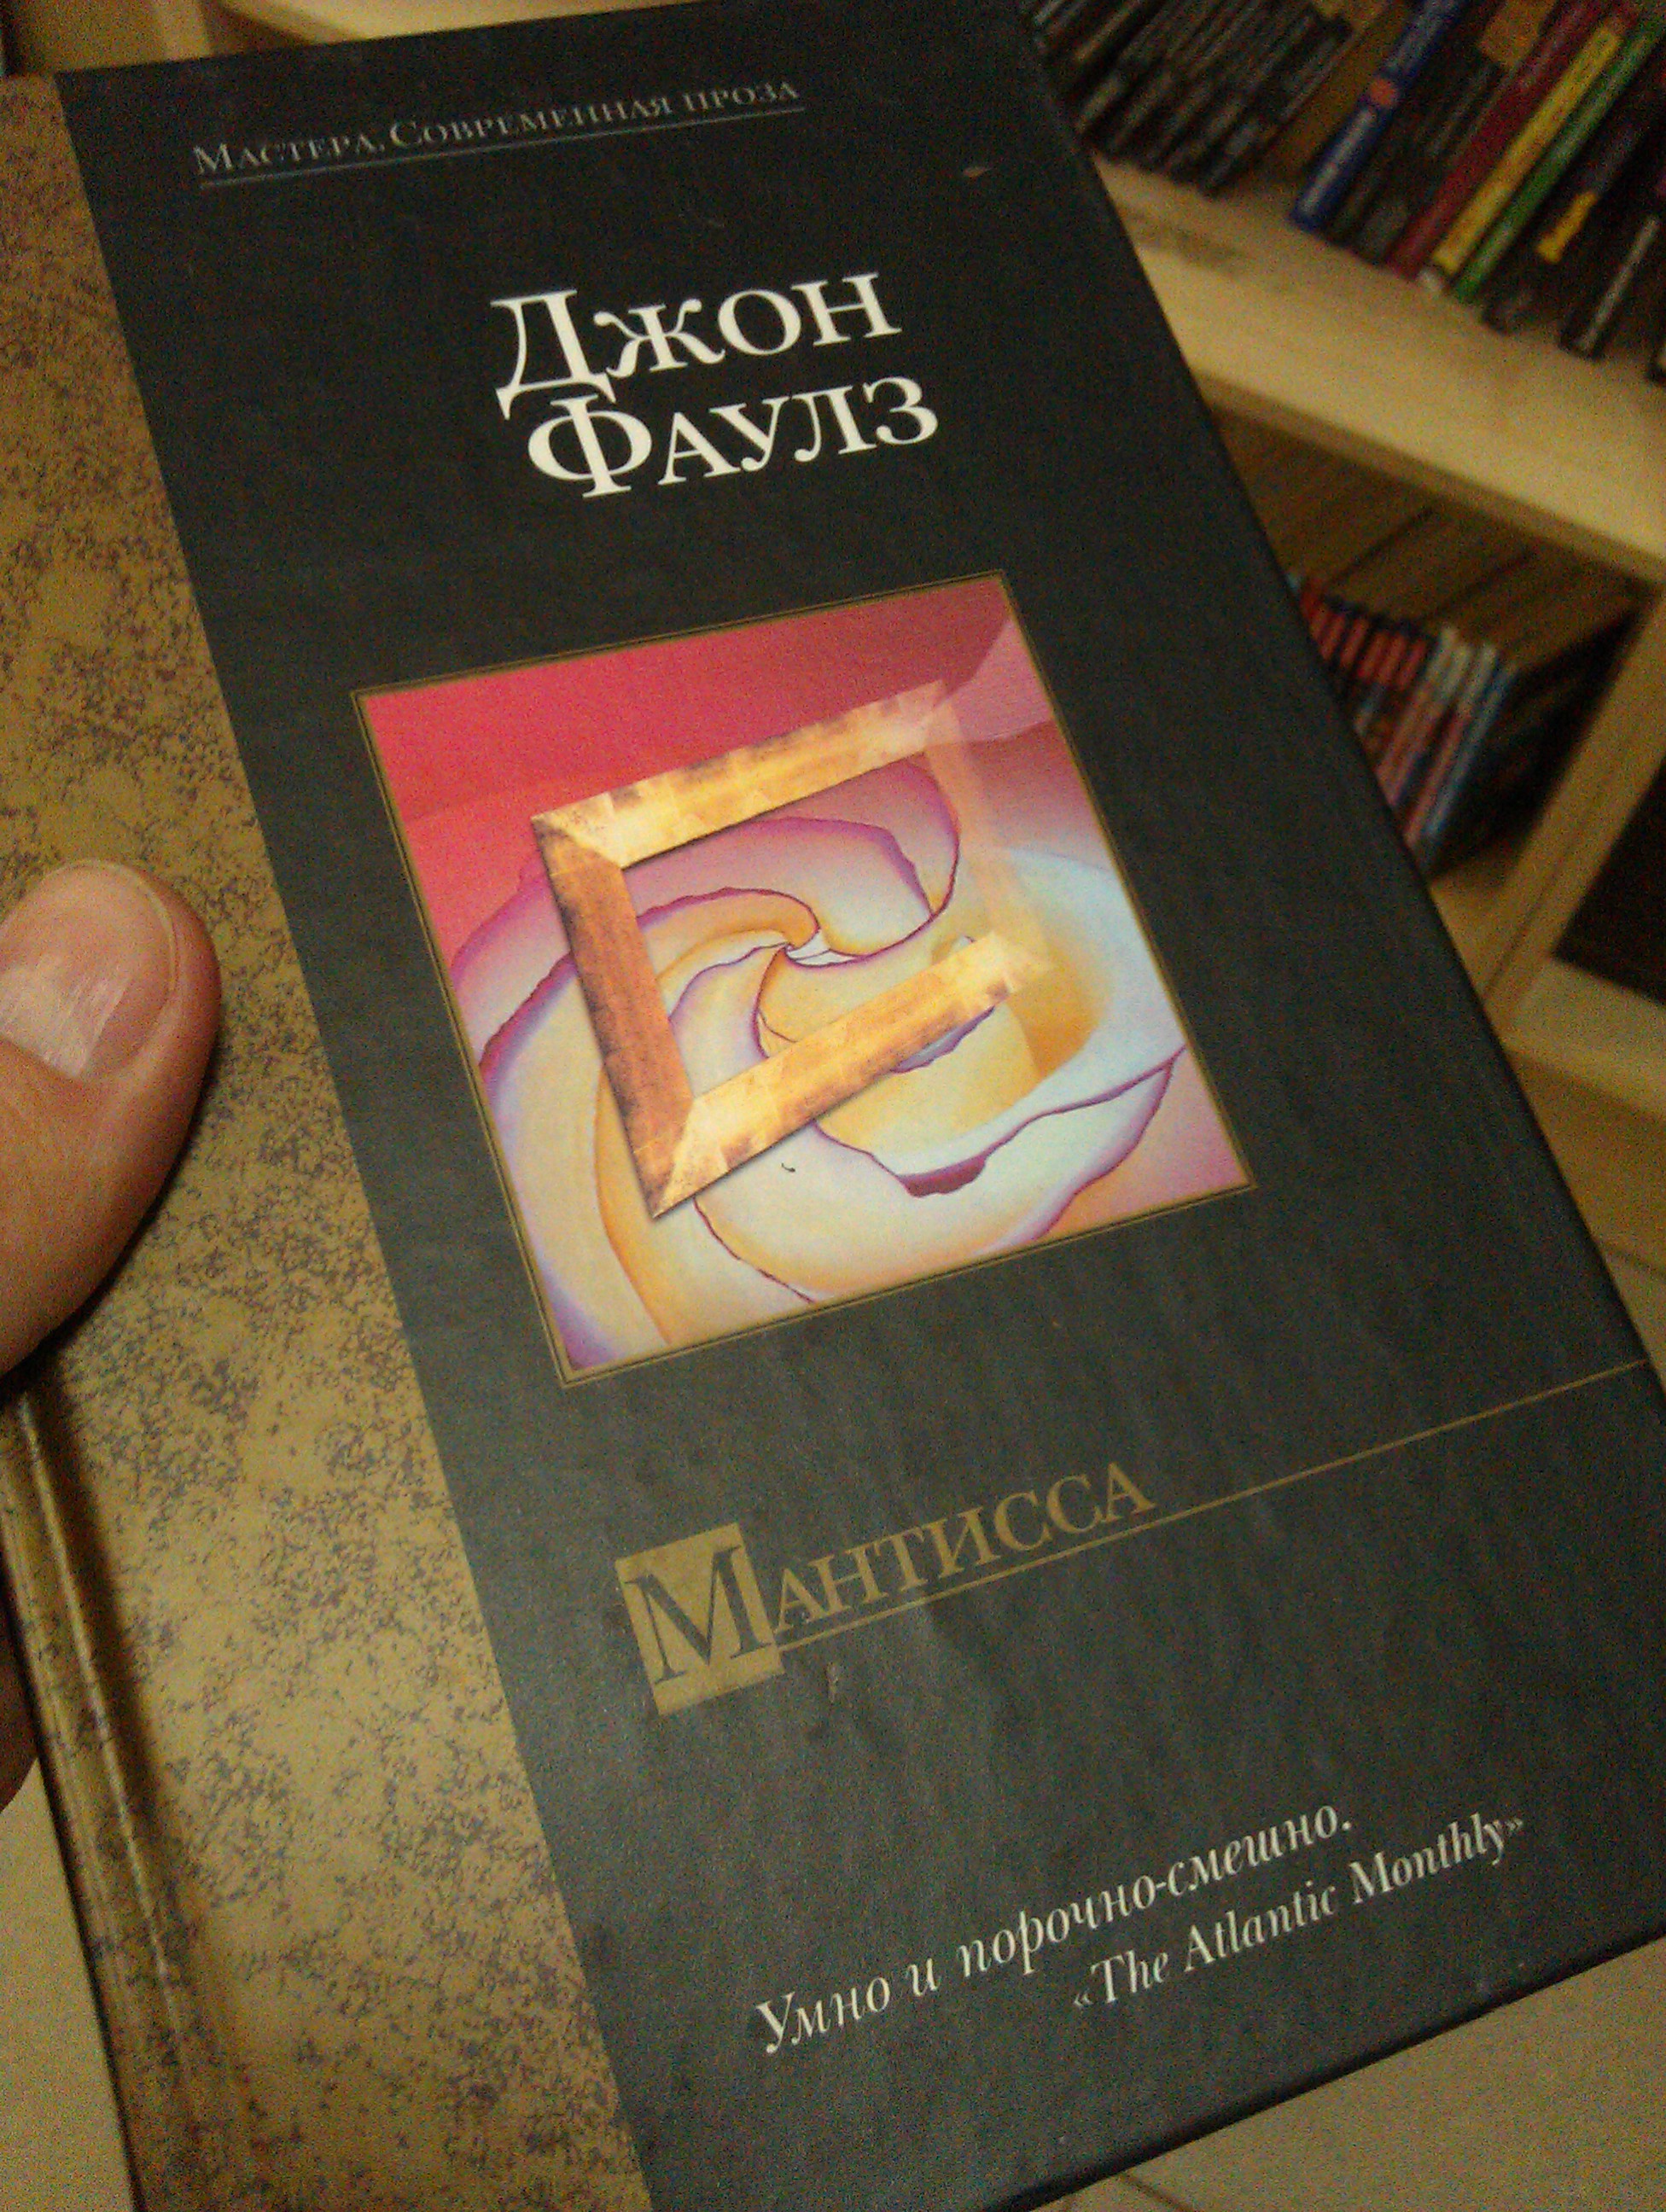 Мастера. Современная проза
Джон
Фаулз
Мантисса
Умно и порочно-смешно.
«The Atlantic Monthly»